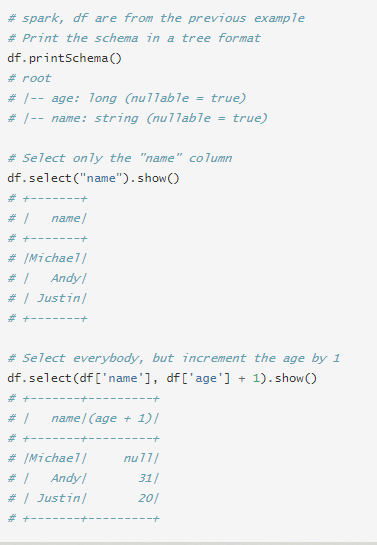 # spark, df are from the previous example
# Print the schema in a tree format
df.printSchema()
# root
# |-- age: long (nullable = true)
# |-- name: string (nullable = true)

# Select only the "name" column
df.select("name").show()
# +-------+
# |   name|
# +-------+
# |Michael|
# |   Andy|
# | Justin|
# +-------+

# Select everybody, but increment the age by 1
df.select(df['name'], df['age'] + 1).show()
# +-------+---------+
# |   name|(age + 1)|
# +-------+---------+
# |Michael|     null|
# |   Andy|       31|
# | Justin|       20|
# +-------+---------+